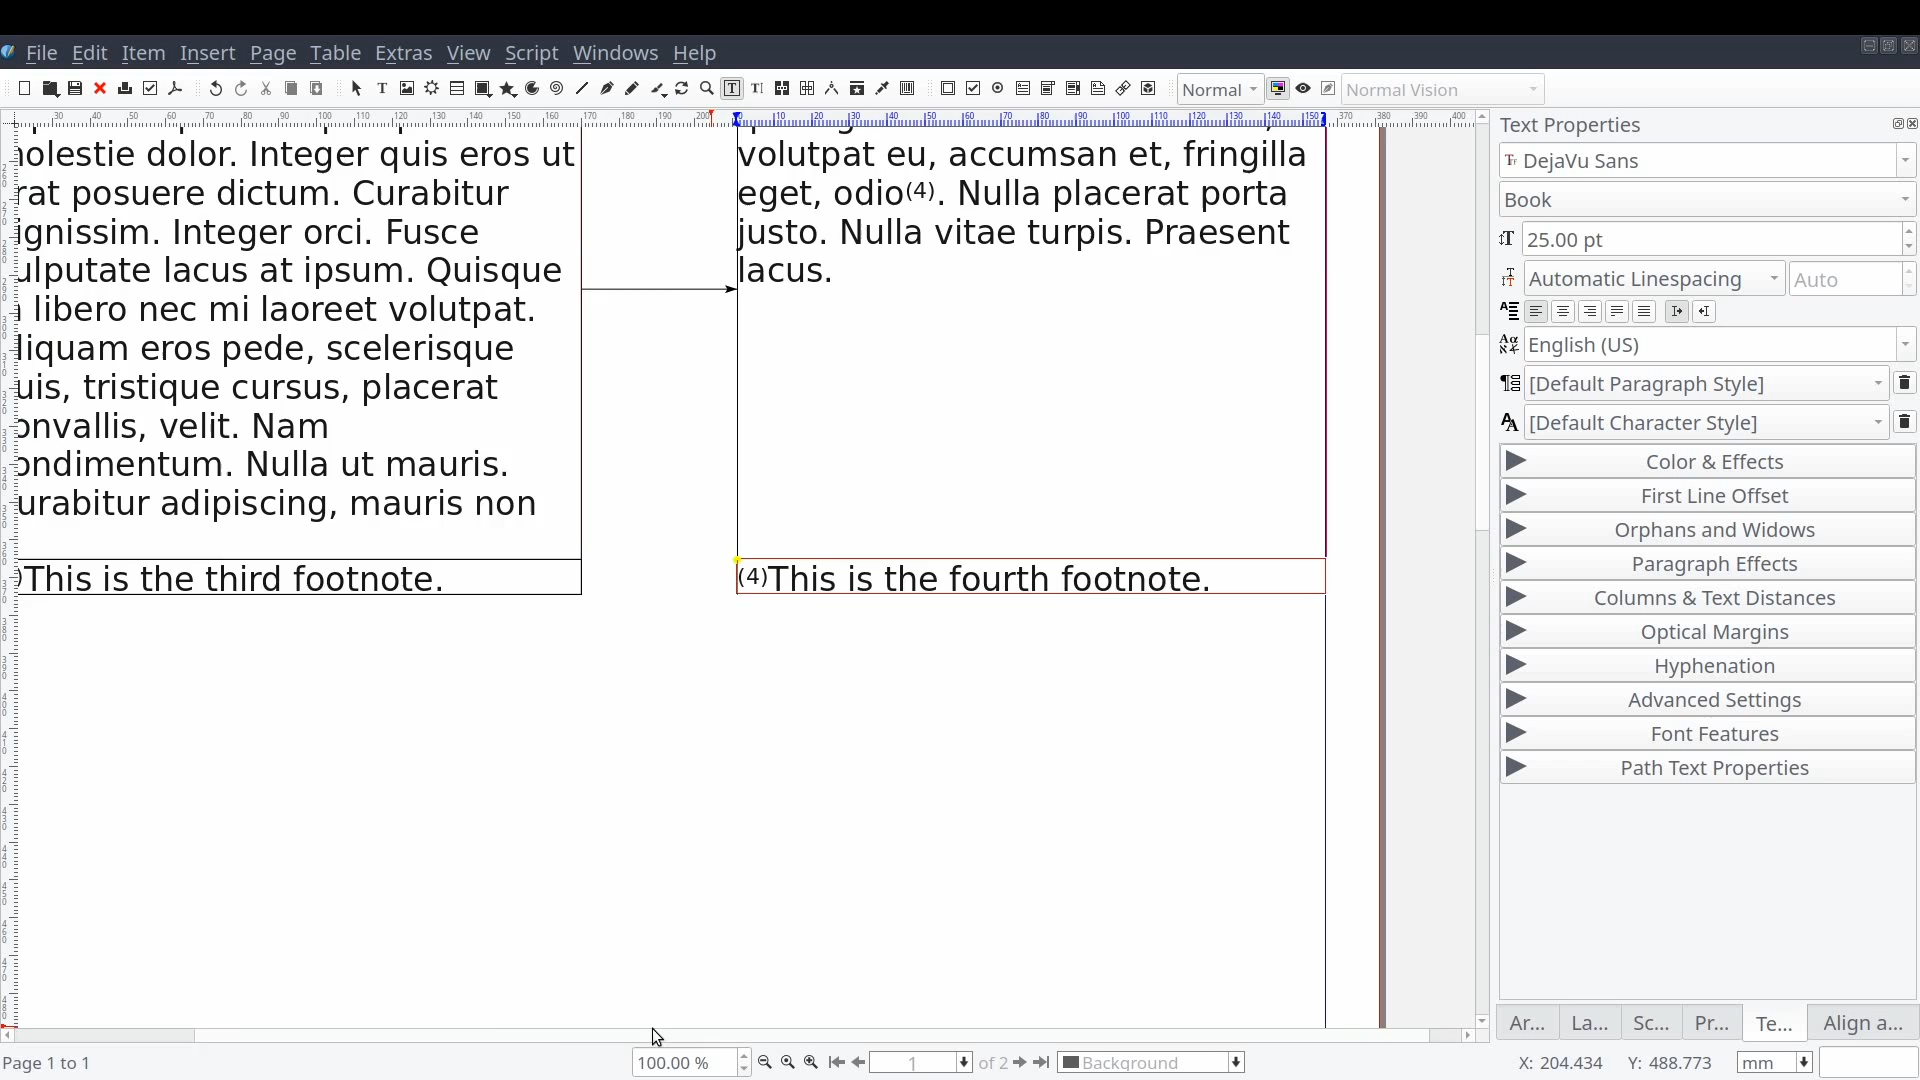 File Edit Item Insert Page Table Extras View Script Windows Help
Normal Normal Vision
molestie dolor. Integer quis eros ut
rat posuere dictum. Curabitur
ignissim. Integer orci. Fusce
ulputate lacus at ipsum. Quisque
libero nec mi laoreet volutpat.
liquam eros pede, scelerisque
uis, tristique cursus, placerat
onvallis, velit. Nam
ondimentum. Nulla ut mauris.
urabitur adipiscing, mauris non
)This is the third footnote.
volutpat eu, accumsan et, fringilla
eget, odio(4). Nulla placerat porta
justo. Nulla vitae turpis. Praesent
lacus.
(4)This is the fourth footnote.
Text Properties
DejaVu Sans
Book
25.00 pt
Automatic Linespacing Auto
English (US)
[Default Paragraph Style]
[Default Character Style]
Color & Effects
First Line Offset
Orphans and Widows
Paragraph Effects
Columns & Text Distances
Optical Margins
Hyphenation
Advanced Settings
Font Features
Path Text Properties
Ar... La... Sc... Pr... Te... Align a...
Page 1 to 1 100.00 % 1 of 2 Background X: 204.434 Y: 488.773 mm